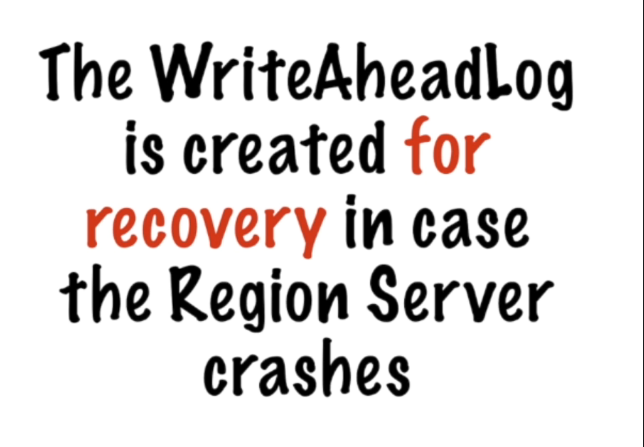 The WriteAheadLog
is created for
recovery in case
the Region Server
crashes